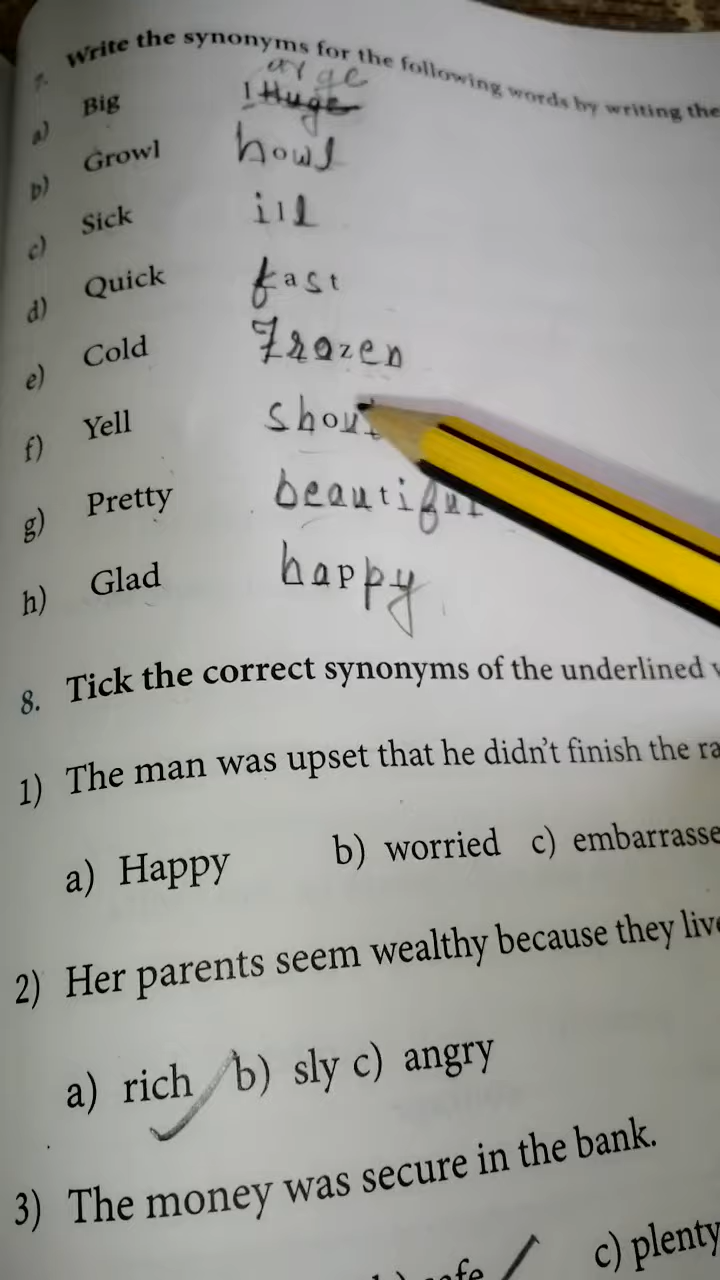 7. Write the synonyms for the following words by writing the
a) Big large Huge
b) Growl howl
c) Sick ill
d) Quick fast
e) Cold Frozen
f) Yell shout
g) Pretty beautiful
h) Glad happy
8. Tick the correct synonyms of the underlined
1) The man was upset that he didn't finish the ra
a) Happy b) worried c) embarrasse
2) Her parents seem wealthy because they live
a) rich b) sly c) angry
3) The money was secure in the bank.
c) plenty